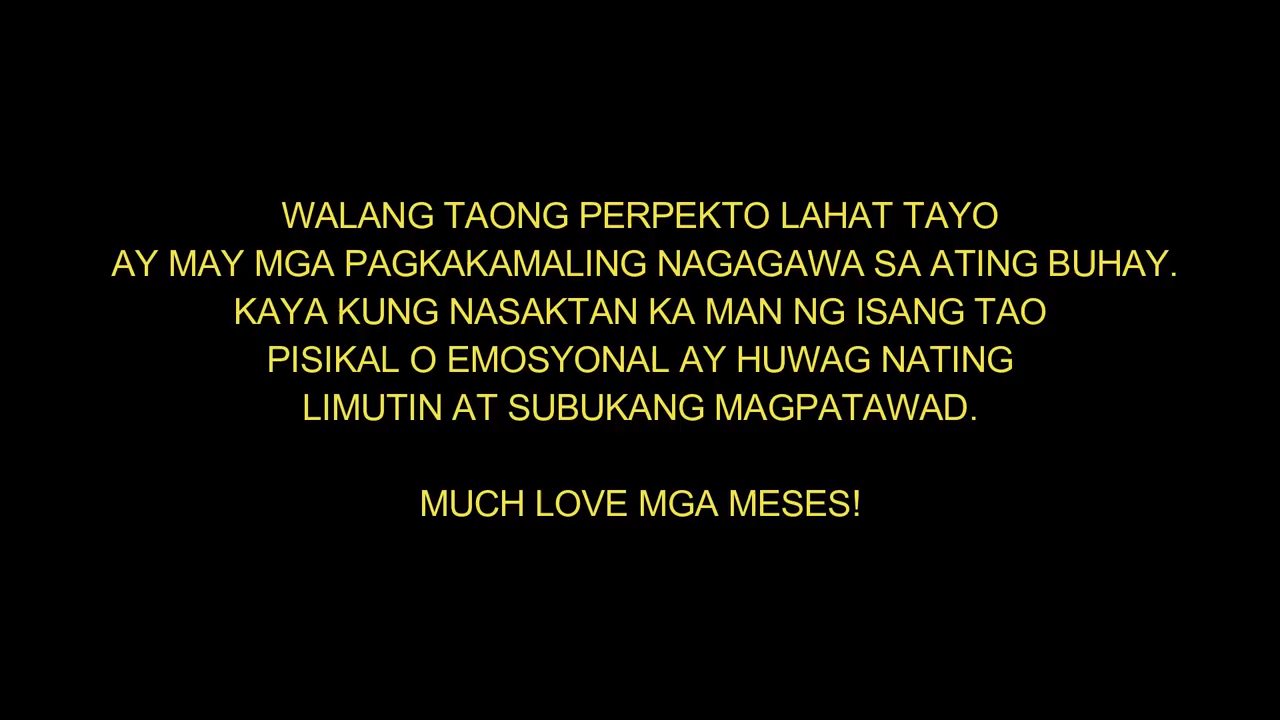 WALANG TAONG PERPEKTO LAHAT TAYO
AY MAY MGA PAGKAKAMALING NAGAGAWA SA ATING BUHAY.
KAYA KUNG NASAKTAN KA MAN NG ISANG TAO
PISIKAL O EMOSYONAL AY HUWAG NATING
LIMUTIN AT SUBUKANG MAGPATAWAD.
MUCH LOVE MGA MESES!